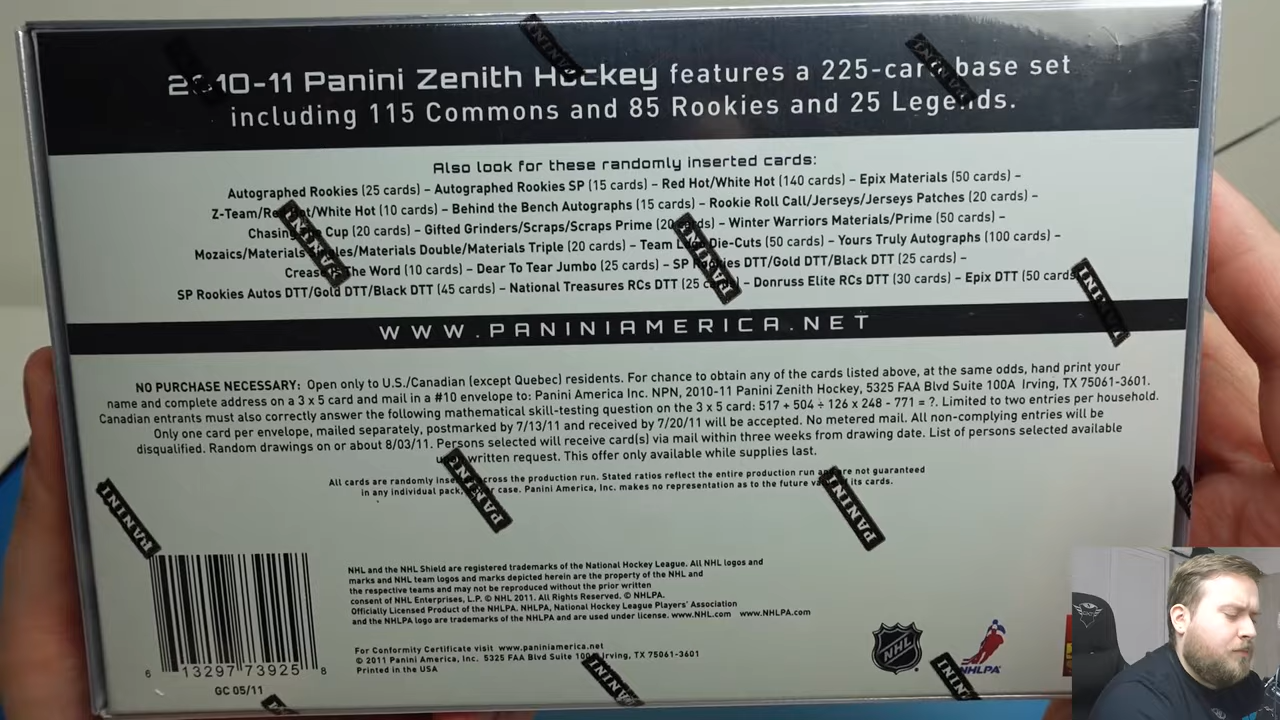 2010-11 Panini Zenith Hockey features a 225-card base set
including 115 Commons and 85 Rookies and 25 Legends.
Also look for these randomly inserted cards:
Autographed Rookies (25 cards) – Autographed Rookies SP (15 cards) – Red Hot/White Hot (140 cards) – Epix Materials (50 cards) –
Z-Team/Red Hot/White Hot (10 cards) – Behind the Bench Autographs (15 cards) – Rookie Roll Call/Jerseys/Jerseys Patches (20 cards) –
Chasing The Cup (20 cards) – Gifted Grinders/Scraps/Scraps Prime (20 cards) – Winter Warriors Materials/Prime (50 cards) –
Mozaics/Materials Singles/Materials Double/Materials Triple (20 cards) – Team Logo Die-Cuts (50 cards) – Yours Truly Autographs (100 cards) –
Crease Is The Word (10 cards) – Dear To Tear Jumbo (25 cards) – SP Rookies DTT/Gold DTT/Black DTT (25 cards) –
SP Rookies Autos DTT/Gold DTT/Black DTT (45 cards) – National Treasures RCs DTT (25 cards) – Donruss Elite RCs DTT (30 cards) – Epix DTT (50 cards)
WWW.PANINIAMERICA.NET
NO PURCHASE NECESSARY: Open only to U.S./Canadian (except Quebec) residents. For chance to obtain any of the cards listed above, at the same odds, hand print your
name and complete address on a 3 x 5 card and mail in a #10 envelope to: Panini America Inc. NPN, 2010-11 Panini Zenith Hockey, 5325 FAA Blvd Suite 100A Irving, TX 75061-3601.
Canadian entrants must also correctly answer the following mathematical skill-testing question on the 3 x 5 card: 517 + 504 ÷ 126 x 248 - 771 = ?. Limited to two entries per household.
Only one card per envelope, mailed separately, postmarked by 7/13/11 and received by 7/20/11 will be accepted. No metered mail. All non-complying entries will be
disqualified. Random drawings on or about 8/03/11. Persons selected will receive card(s) via mail within three weeks from drawing date. List of persons selected available
upon written request. This offer only available while supplies last.
All cards are randomly inserted across the production run. Stated ratios reflect the entire production run and are not guaranteed
in any individual pack, or case. Panini America, Inc. makes no representation as to the future value of its cards.
NHL and the NHL Shield are registered trademarks of the National Hockey League. All NHL logos and
marks and NHL team logos and marks depicted herein are the property of the NHL and
the respective teams and may not be reproduced without the prior written
consent of NHL Enterprises, L.P. © NHL 2011. All Rights Reserved. © NHLPA.
Officially Licensed Product of the NHLPA. NHLPA, National Hockey League Players' Association
and the NHLPA logo are trademarks of the NHLPA and are used under license. www.NHL.com www.NHLPA.com
For Conformity Certificate visit www.paniniamerica.net
© 2011 Panini America, Inc. 5325 FAA Blvd Suite 100A Irving, TX 75061-3601
Printed in the USA
6 13297 73925 8
GC 05/11
NHL
NHLPA
PANINI
PANINI
PANINI
PANINI
PANINI
PANINI
PANINI
PANINI
PANINI
PANINI